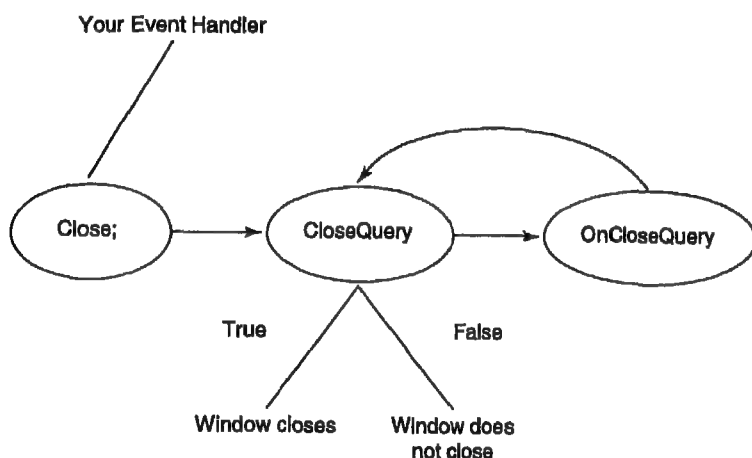 Your Event Handler
Close;
CloseQuery
OnCloseQuery
True
False
Window closes
Window does
not close